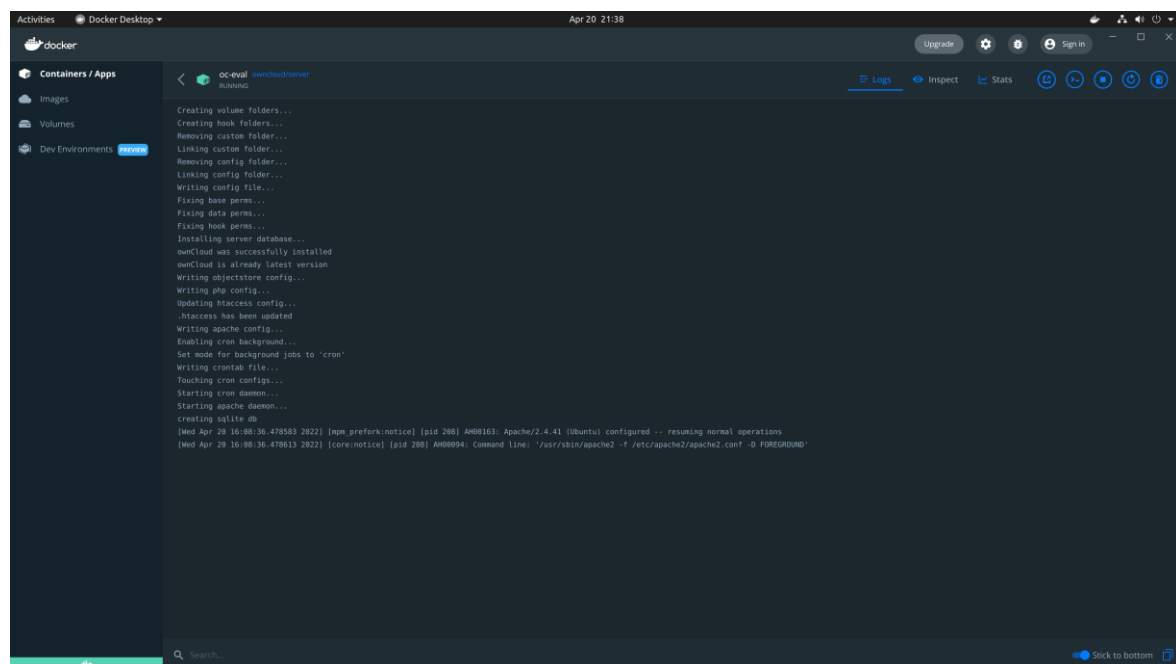 Activities Docker Desktop Apr 20 21:38
docker Upgrade Sign in
Containers / Apps
Images
Volumes
Dev Environments PREVIEW
oc-eval owncloud/server
RUNNING
Logs Inspect Stats
Creating volume folders...
Creating hook folders...
Removing custom folder...
Linking custom folder...
Removing config folder...
Linking config folder...
Writing config file...
Fixing base perms...
Fixing data perms...
Fixing hook perms...
Installing server database...
ownCloud was successfully installed
ownCloud is already latest version
Writing objectstore config...
Writing php config...
Updating htaccess config...
.htaccess has been updated
Writing apache config...
Enabling cron background...
Set mode for background jobs to 'cron'
Writing crontab file...
Touching cron configs...
Starting cron daemon...
Starting apache daemon...
creating sqlite db
[Wed Apr 20 16:08:36.478583 2022] [mpm_prefork:notice] [pid 208] AH00163: Apache/2.4.41 (Ubuntu) configured -- resuming normal operations
[Wed Apr 20 16:08:36.478613 2022] [core:notice] [pid 208] AH00094: Command line: '/usr/sbin/apache2 -f /etc/apache2/apache2.conf -D FOREGROUND'
Search...
Stick to bottom